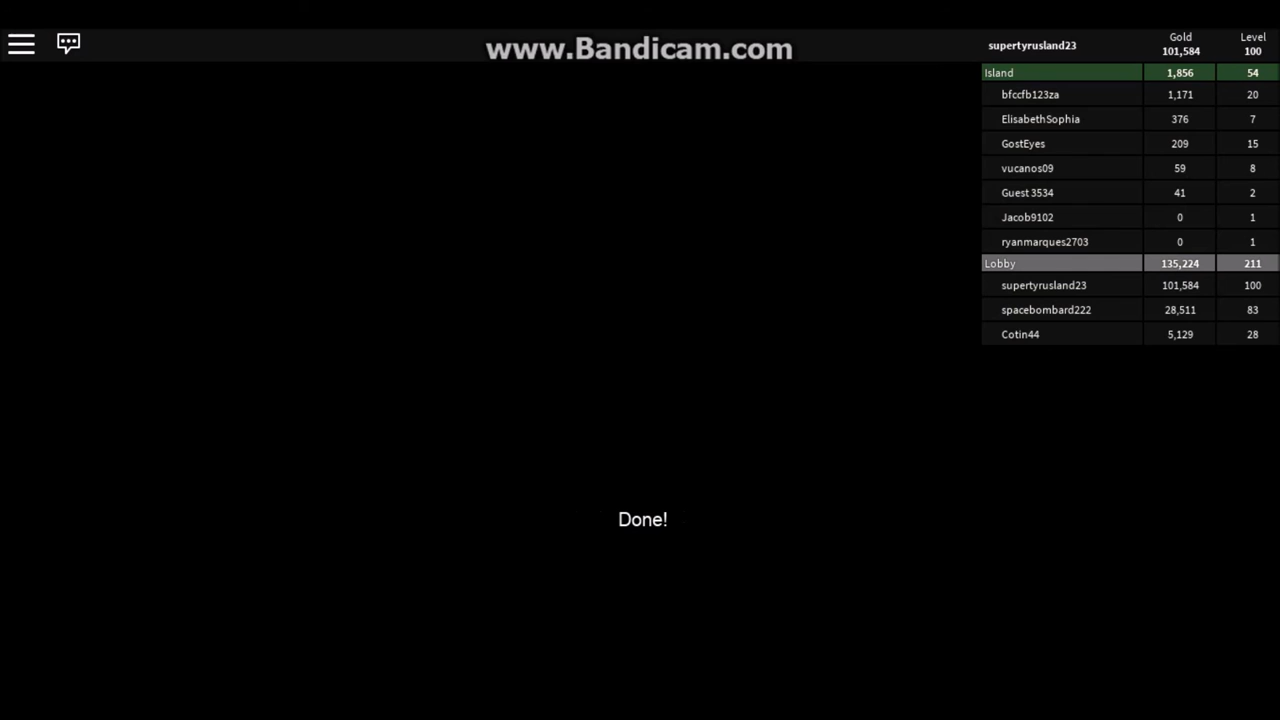 www.Bandicam.com
supertyrusland23 Gold 101,584 Level 100
Island 1,856 54
bfccfb123za 1,171 20
ElisabethSophia 376 7
GostEyes 209 15
vucanos09 59 8
Guest 3534 41 2
Jacob9102 0 1
ryanmarques2703 0 1
Lobby 135,224 211
supertyrusland23 101,584 100
spacebombard222 28,511 83
Cotin44 5,129 28
Done!